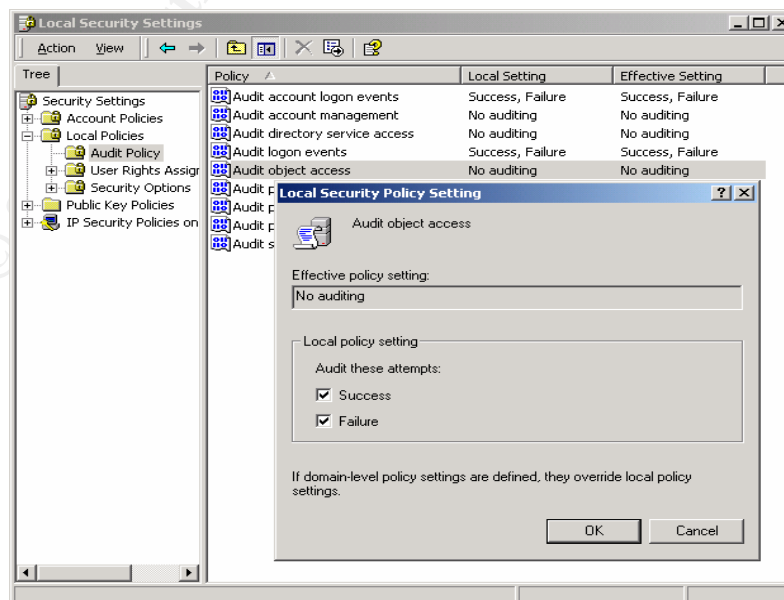 Local Security Settings
Action View
Tree
Policy Local Setting Effective Setting
Security Settings
Account Policies
Local Policies
Audit Policy
User Rights Assigr
Security Options
Public Key Policies
IP Security Policies on
Audit account logon events Success, Failure Success, Failure
Audit account management No auditing No auditing
Audit directory service access No auditing No auditing
Audit logon events Success, Failure Success, Failure
Audit object access No auditing No auditing
Audit p
Audit p
Audit p
Audit s
Local Security Policy Setting
Audit object access
Effective policy setting:
No auditing
Local policy setting
Audit these attempts:
Success
Failure
If domain-level policy settings are defined, they override local policy
settings.
OK Cancel